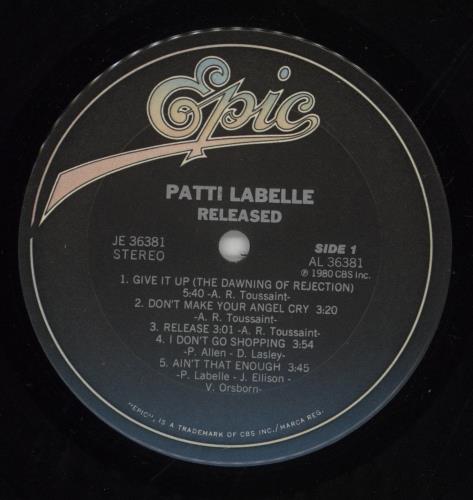 Epic
PATTI LABELLE
RELEASED
JE 36381
STEREO
SIDE 1
AL 36381
℗ 1980 CBS Inc.
1. GIVE IT UP (THE DAWNING OF REJECTION)
5:40 -A. R. Toussaint-
2. DON'T MAKE YOUR ANGEL CRY 3:20
-A. R. Toussaint-
3. RELEASE 3:01 -A. R. Toussaint-
4. I DON'T GO SHOPPING 3:54
-P. Allen - D. Lasley-
5. AIN'T THAT ENOUGH 3:45
-P. Labelle - J. Ellison -
V. Orsborn-
"EPIC", IS A TRADEMARK OF CBS INC./MARCA REG.